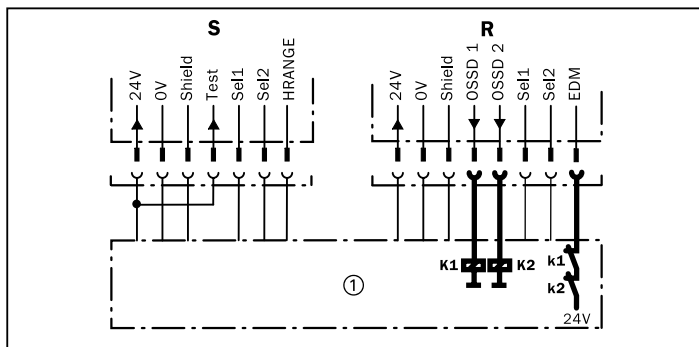 S
R
24V
0V
Shield
Test
Sel1
Sel2
HRANGE
24V
0V
Shield
OSSD 1
OSSD 2
Sel1
Sel2
EDM
K1
K2
k1
k2
①
24V